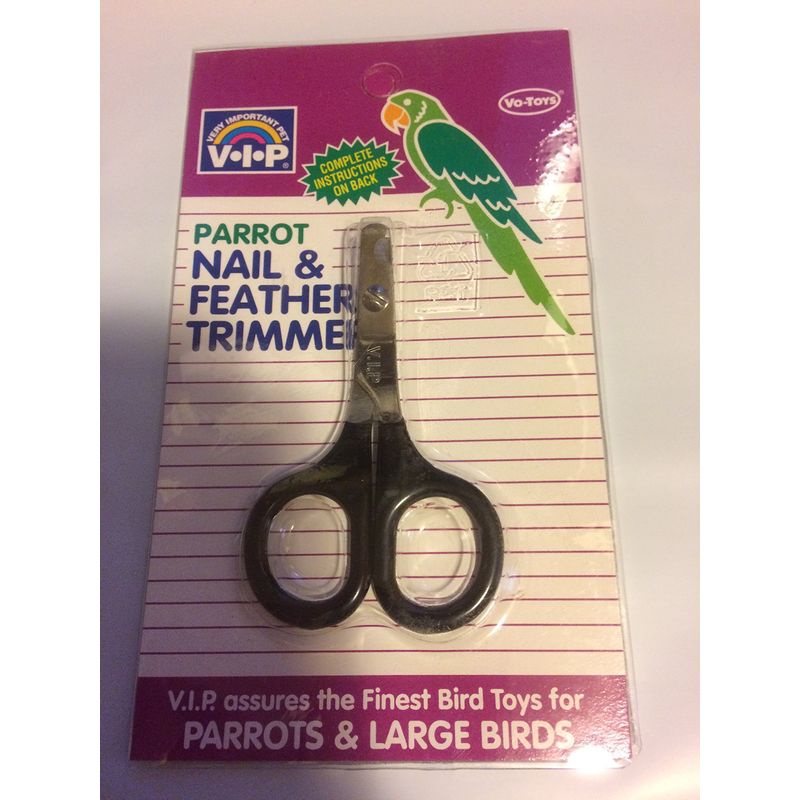 VERY IMPORTANT PET
V•I•P®
COMPLETE
INSTRUCTIONS
ON BACK
VO-TOYS
PARROT
NAIL &
FEATHER
TRIMMER
V.I.P.
V.I.P. assures the Finest Bird Toys for
PARROTS & LARGE BIRDS